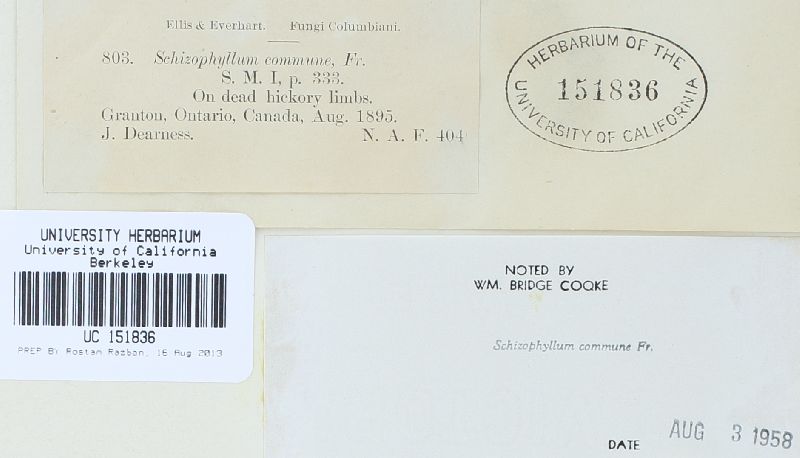 Ellis & Everhart. Fungi Columbiani.
803. Schizophyllum commune, Fr.
S. M. I, p. 333.
On dead hickory limbs.
Granton, Ontario, Canada, Aug. 1895.
J. Dearness. N. A. F. 404
HERBARIUM OF THE
151836
UNIVERSITY OF CALIFORNIA
UNIVERSITY HERBARIUM
University of California
Berkeley
UC 151836
PREP BY Rostam Razban, 16 Aug 2013
NOTED BY
WM. BRIDGE COOKE
Schizophyllum commune Fr.
DATE AUG 3 1958